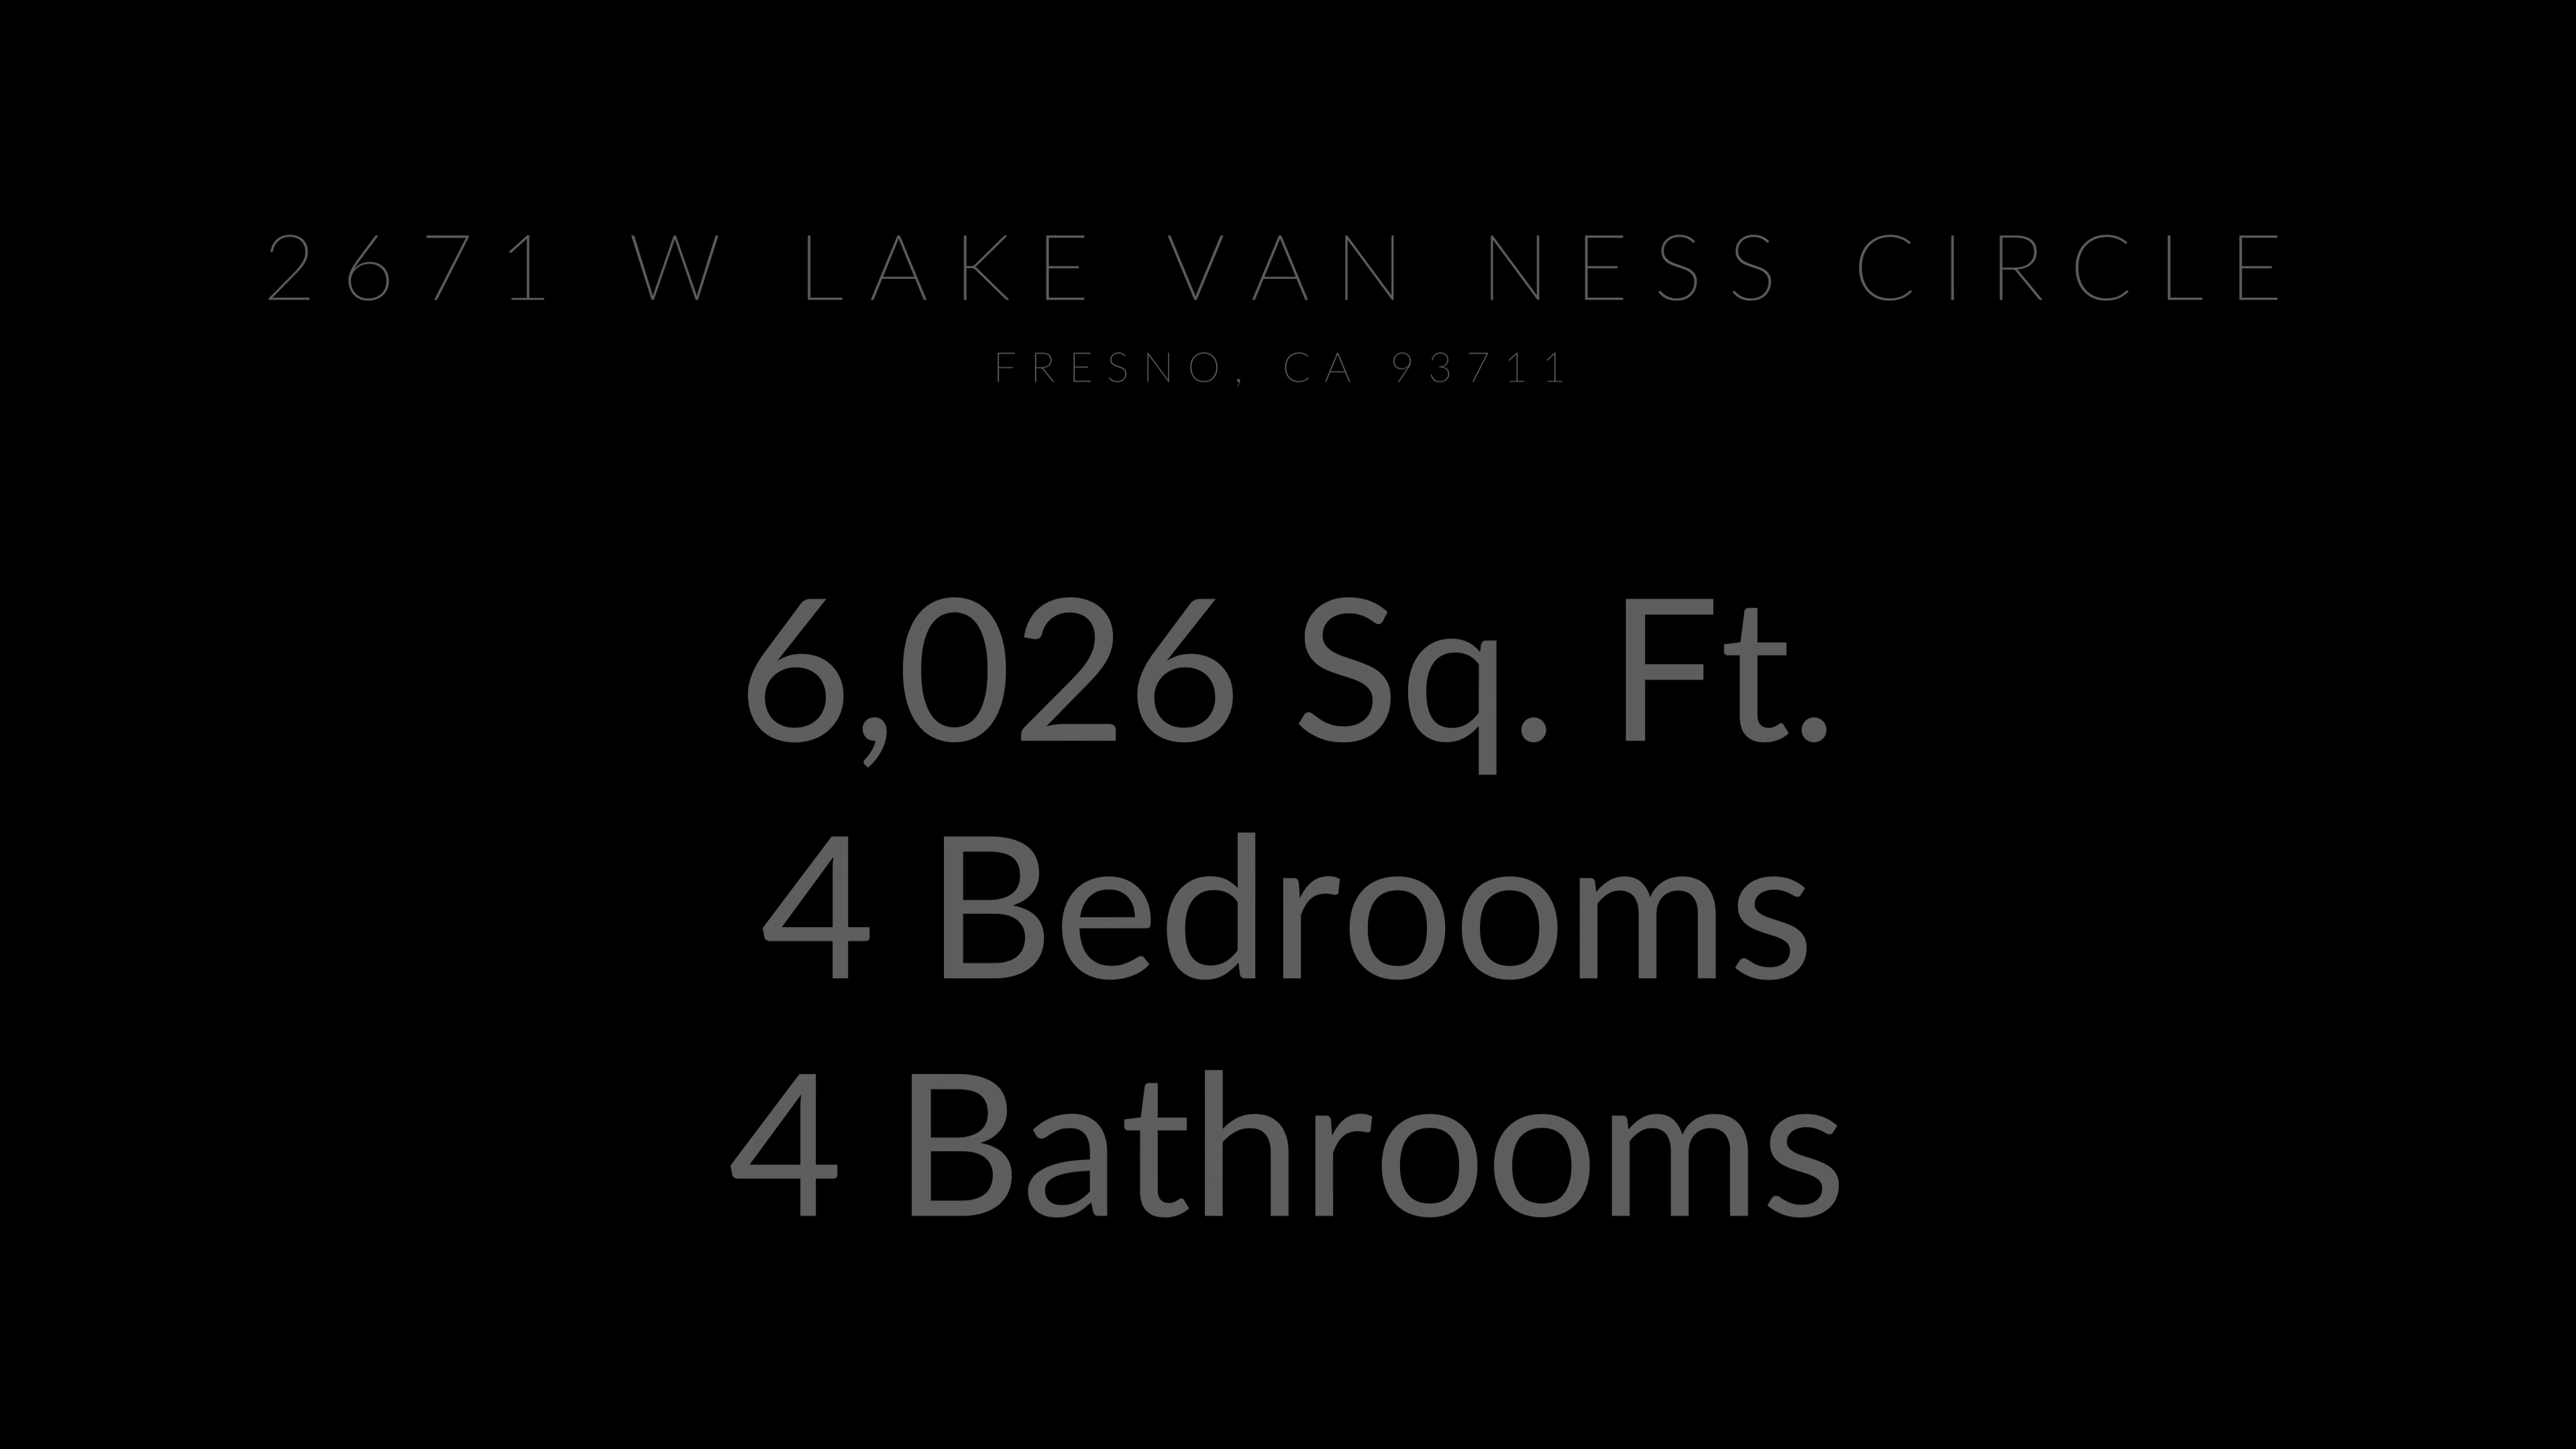 2671 W LAKE VAN NESS CIRCLE
FRESNO, CA 93711
6,026 Sq. Ft.
4 Bedrooms
4 Bathrooms